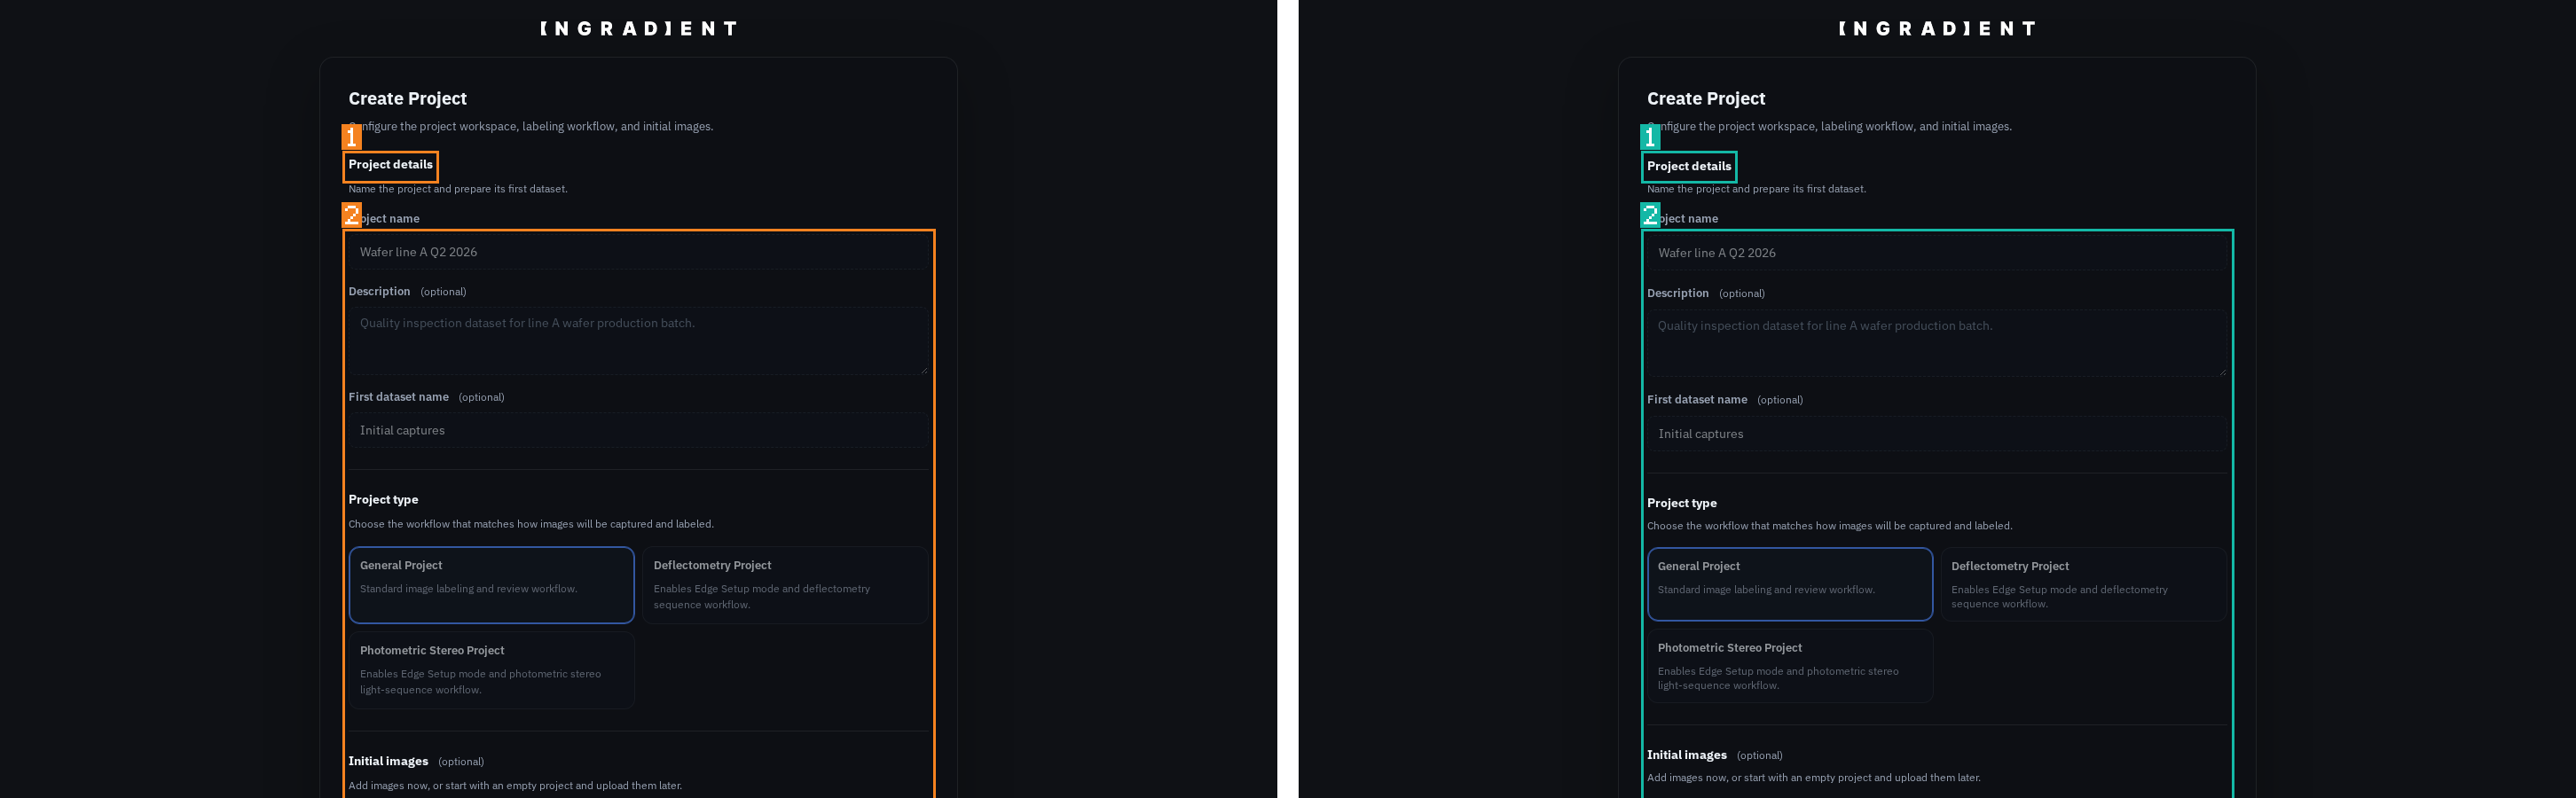 INGRADIENT
Create Project
Configure the project workspace, labeling workflow, and initial images.
1
Project details
Name the project and prepare its first dataset.
2
Project name
Wafer line A Q2 2026
Description (optional)
Quality inspection dataset for line A wafer production batch.
First dataset name (optional)
Initial captures
Project type
Choose the workflow that matches how images will be captured and labeled.
General Project
Standard image labeling and review workflow.
Deflectometry Project
Enables Edge Setup mode and deflectometry
sequence workflow.
Photometric Stereo Project
Enables Edge Setup mode and photometric stereo
light-sequence workflow.
Initial images (optional)
Add images now, or start with an empty project and upload them later.
INGRADIENT
Create Project
Configure the project workspace, labeling workflow, and initial images.
1
Project details
Name the project and prepare its first dataset.
2
Project name
Wafer line A Q2 2026
Description (optional)
Quality inspection dataset for line A wafer production batch.
First dataset name (optional)
Initial captures
Project type
Choose the workflow that matches how images will be captured and labeled.
General Project
Standard image labeling and review workflow.
Deflectometry Project
Enables Edge Setup mode and deflectometry
sequence workflow.
Photometric Stereo Project
Enables Edge Setup mode and photometric stereo
light-sequence workflow.
Initial images (optional)
Add images now, or start with an empty project and upload them later.